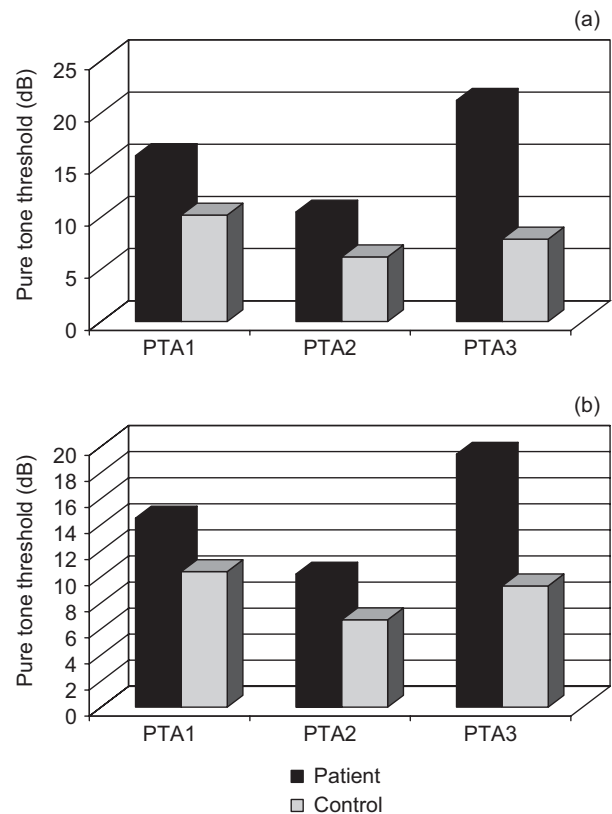 (a)
Pure tone threshold (dB)
25
20
15
10
5
0
PTA1 PTA2 PTA3
(b)
Pure tone threshold (dB)
20
18
16
14
12
10
8
6
4
2
0
PTA1 PTA2 PTA3
Patient
Control